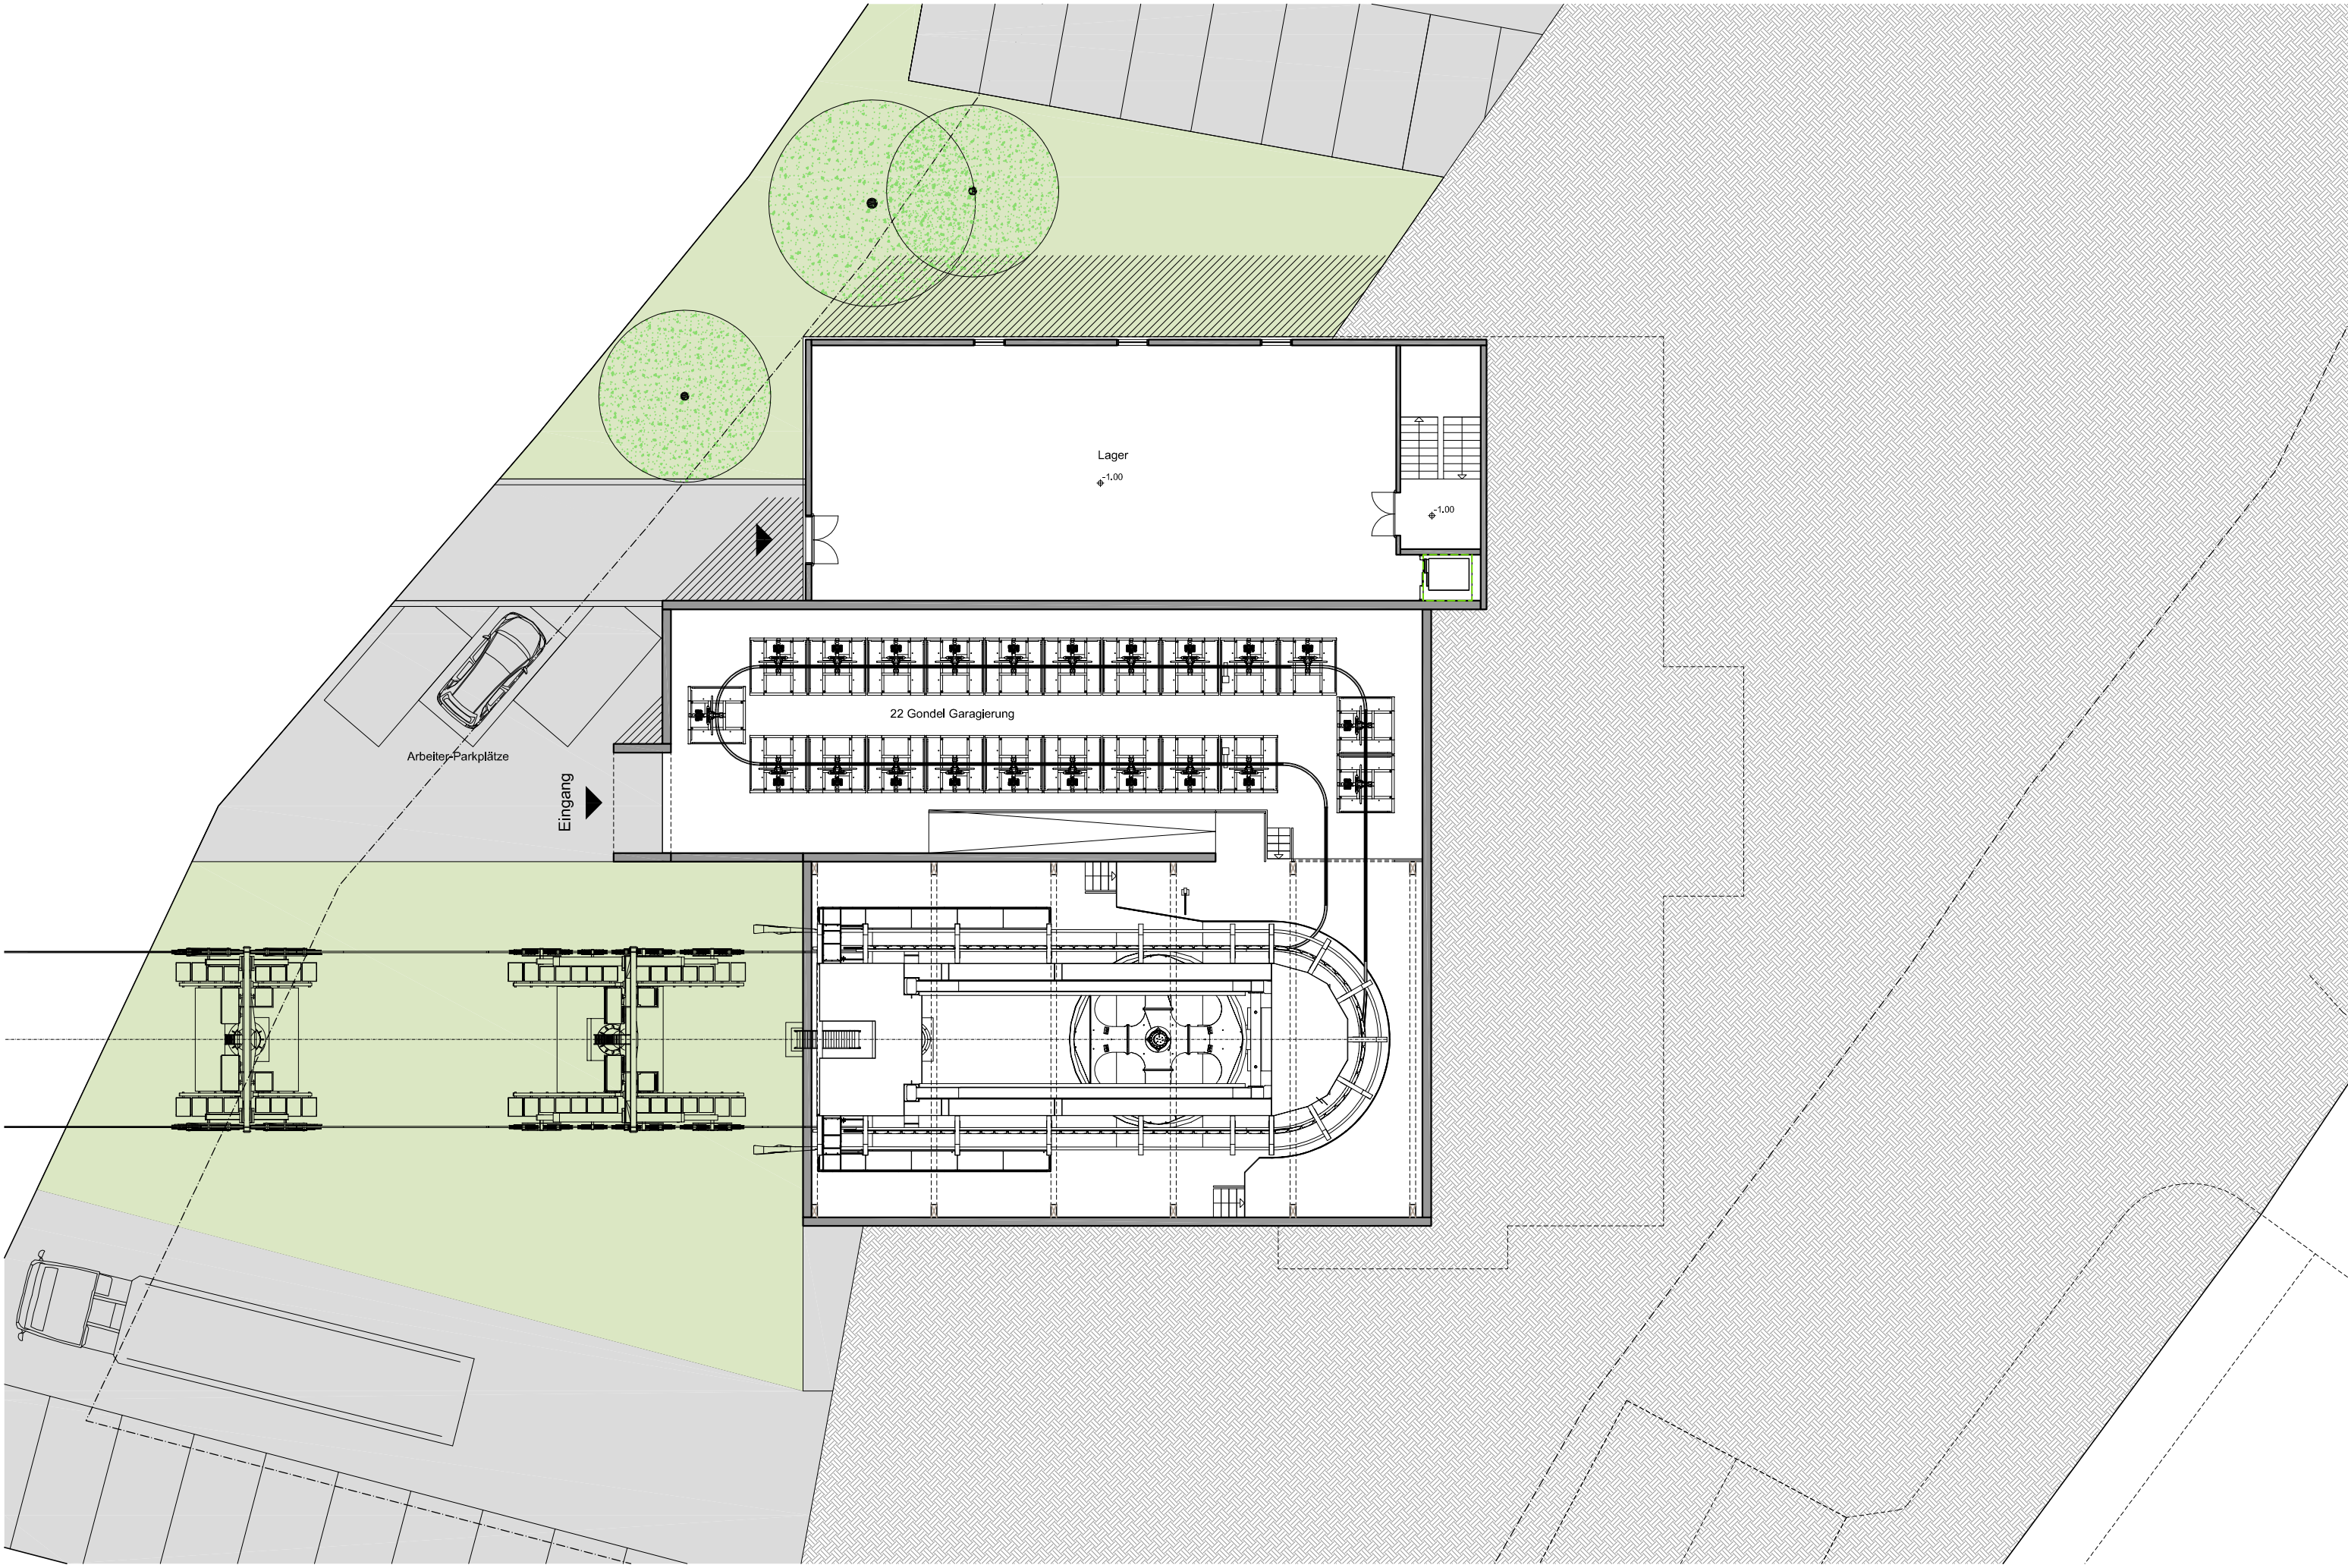 Lager
-1.00
-1.00
22 Gondel Garagierung
Arbeiter-Parkplätze
Eingang